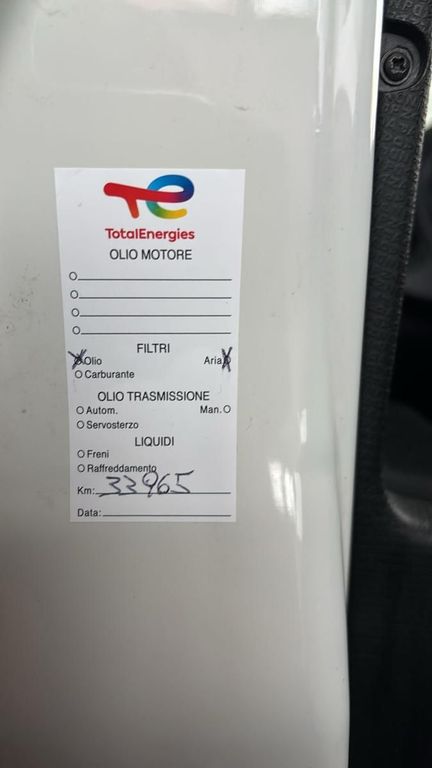 TotalEnergies
OLIO MOTORE
FILTRI
Olio Aria
Carburante
OLIO TRASMISSIONE
Autom. Man.
Servosterzo
LIQUIDI
Freni
Raffreddamento
Km: 33965
Data: